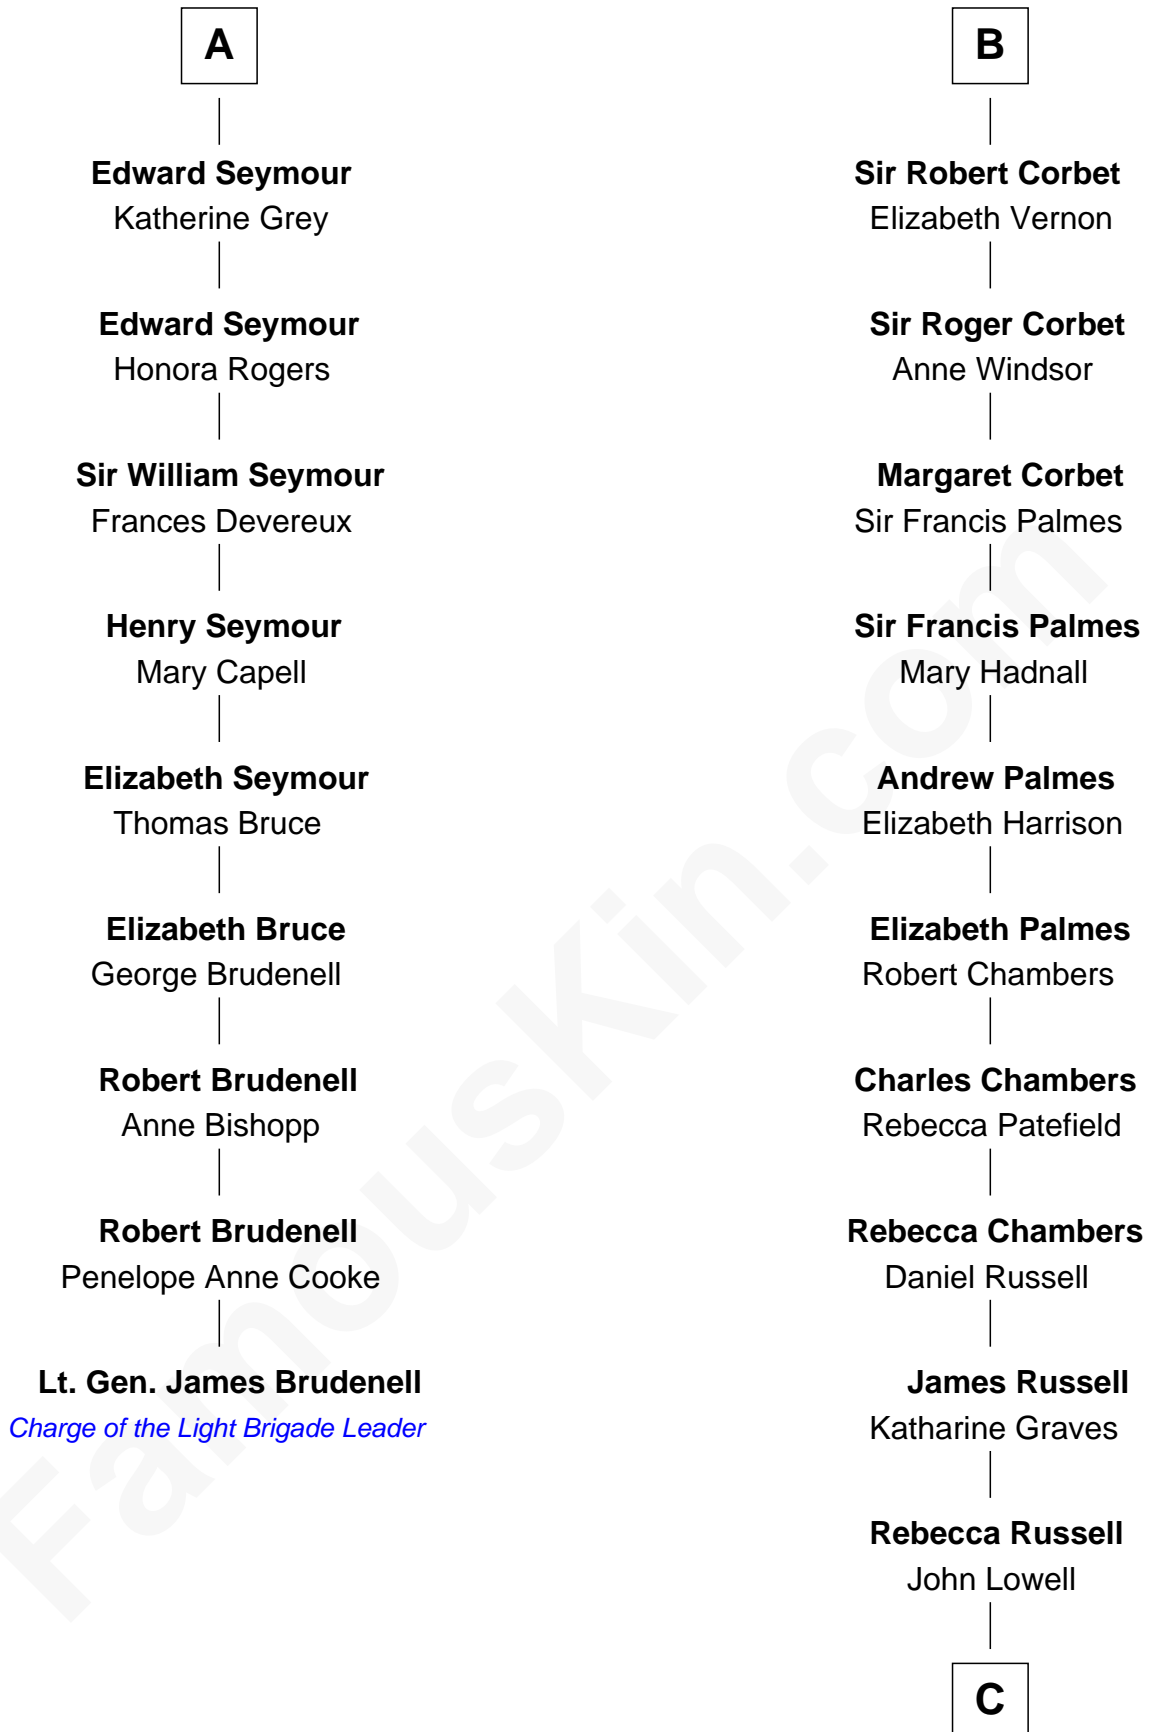 A
Edward Seymour
Katherine Grey
Edward Seymour
Honora Rogers
Sir William Seymour
Frances Devereux
Henry Seymour
Mary Capell
Elizabeth Seymour
Thomas Bruce
Elizabeth Bruce
George Brudenell
Robert Brudenell
Anne Bishopp
Robert Brudenell
Penelope Anne Cooke
Lt. Gen. James Brudenell
Charge of the Light Brigade Leader
B
Sir Robert Corbet
Elizabeth Vernon
Sir Roger Corbet
Anne Windsor
Margaret Corbet
Sir Francis Palmes
Sir Francis Palmes
Mary Hadnall
Andrew Palmes
Elizabeth Harrison
Elizabeth Palmes
Robert Chambers
Charles Chambers
Rebecca Patefield
Rebecca Chambers
Daniel Russell
James Russell
Katharine Graves
Rebecca Russell
John Lowell
C
FamousKin.com